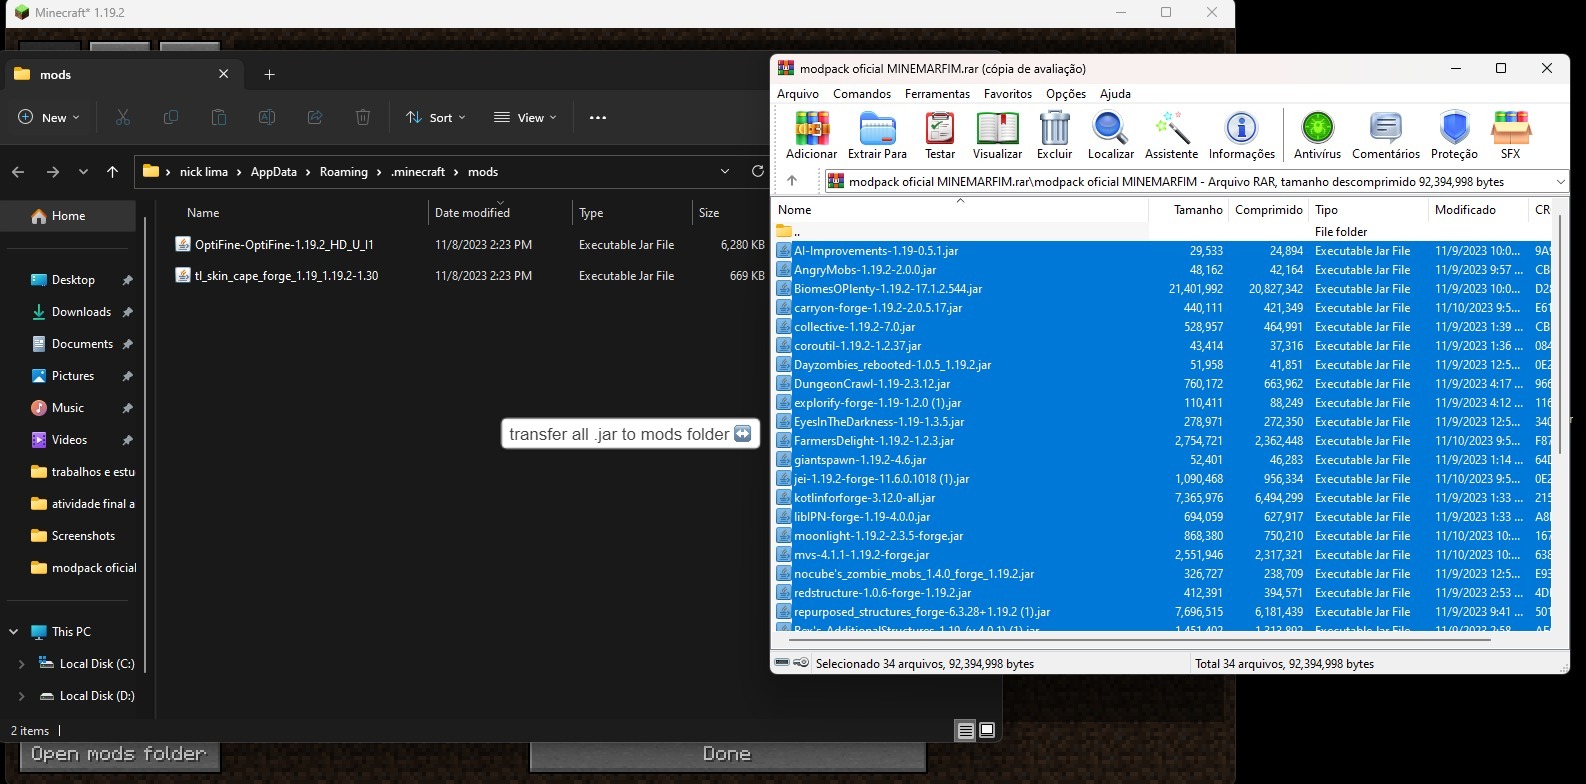 Minecraft* 1.19.2
mods
New
Sort
View
nick lima > AppData > Roaming > .minecraft > mods
Home
Desktop
Downloads
Documents
Pictures
Music
Videos
trabalhos e estu
atividade final a
Screenshots
modpack oficial
This PC
Local Disk (C:)
Local Disk (D:)
Name Date modified Type Size
OptiFine-OptiFine-1.19.2_HD_U_I1 11/8/2023 2:23 PM Executable Jar File 6,280 KB
tl_skin_cape_forge_1.19_1.19.2-1.30 11/8/2023 2:23 PM Executable Jar File 669 KB
transfer all .jar to mods folder
2 items
Open mods folder
Done
modpack oficial MINEMARFIM.rar (cópia de avaliação)
Arquivo Comandos Ferramentas Favoritos Opções Ajuda
Adicionar Extrair Para Testar Visualizar Excluir Localizar Assistente Informações Antivírus Comentários Proteção SFX
modpack oficial MINEMARFIM.rar\modpack oficial MINEMARFIM - Arquivo RAR, tamanho descomprimido 92,394,998 bytes
Nome Tamanho Comprimido Tipo Modificado CR
.. File folder
AI-Improvements-1.19-0.5.1.jar 29,533 24,894 Executable Jar File 11/9/2023 10:0... 9A9
AngryMobs-1.19.2-2.0.0.jar 48,162 42,164 Executable Jar File 11/9/2023 9:57 ... CB
BiomesOPlenty-1.19.2-17.1.2.544.jar 21,401,992 20,827,342 Executable Jar File 11/9/2023 10:0... D28
carryon-forge-1.19.2-2.0.5.17.jar 440,111 421,349 Executable Jar File 11/10/2023 9:5... E61
collective-1.19.2-7.0.jar 528,957 464,991 Executable Jar File 11/9/2023 1:39 ... CB
coroutil-1.19.2-1.2.37.jar 43,414 37,316 Executable Jar File 11/9/2023 1:36 ... 084
Dayzombies_rebooted-1.0.5_1.19.2.jar 51,958 41,851 Executable Jar File 11/9/2023 12:5... 0E2
DungeonCrawl-1.19-2.3.12.jar 760,172 663,962 Executable Jar File 11/9/2023 4:17 ... 966
explorify-forge-1.19-1.2.0 (1).jar 110,411 88,249 Executable Jar File 11/9/2023 4:12 ... 116
EyesInTheDarkness-1.19-1.3.5.jar 278,971 272,350 Executable Jar File 11/9/2023 12:5... 340
FarmersDelight-1.19.2-1.2.3.jar 2,754,721 2,362,448 Executable Jar File 11/10/2023 9:5... F87
giantspawn-1.19.2-4.6.jar 52,401 46,283 Executable Jar File 11/9/2023 1:14 ... 64D
jei-1.19.2-forge-11.6.0.1018 (1).jar 1,090,468 956,334 Executable Jar File 11/10/2023 9:5... 0E2
kotlinforforge-3.12.0-all.jar 7,365,976 6,494,299 Executable Jar File 11/9/2023 1:33 ... 215
libIPN-forge-1.19-4.0.0.jar 694,059 627,917 Executable Jar File 11/9/2023 1:33 ... A8
moonlight-1.19.2-2.3.5-forge.jar 868,380 750,210 Executable Jar File 11/10/2023 10:... 167
mvs-4.1.1-1.19.2-forge.jar 2,551,946 2,317,321 Executable Jar File 11/10/2023 10:... 638
nocube's_zombie_mobs_1.4.0_forge_1.19.2.jar 326,727 238,709 Executable Jar File 11/9/2023 12:5... E93
redstructure-1.0.6-forge-1.19.2.jar 412,391 394,571 Executable Jar File 11/9/2023 2:53 ... 4D
repurposed_structures_forge-6.3.28+1.19.2 (1).jar 7,696,515 6,181,439 Executable Jar File 11/9/2023 9:41 ... 501
Selecionado 34 arquivos, 92,394,998 bytes
Total 34 arquivos, 92,394,998 bytes